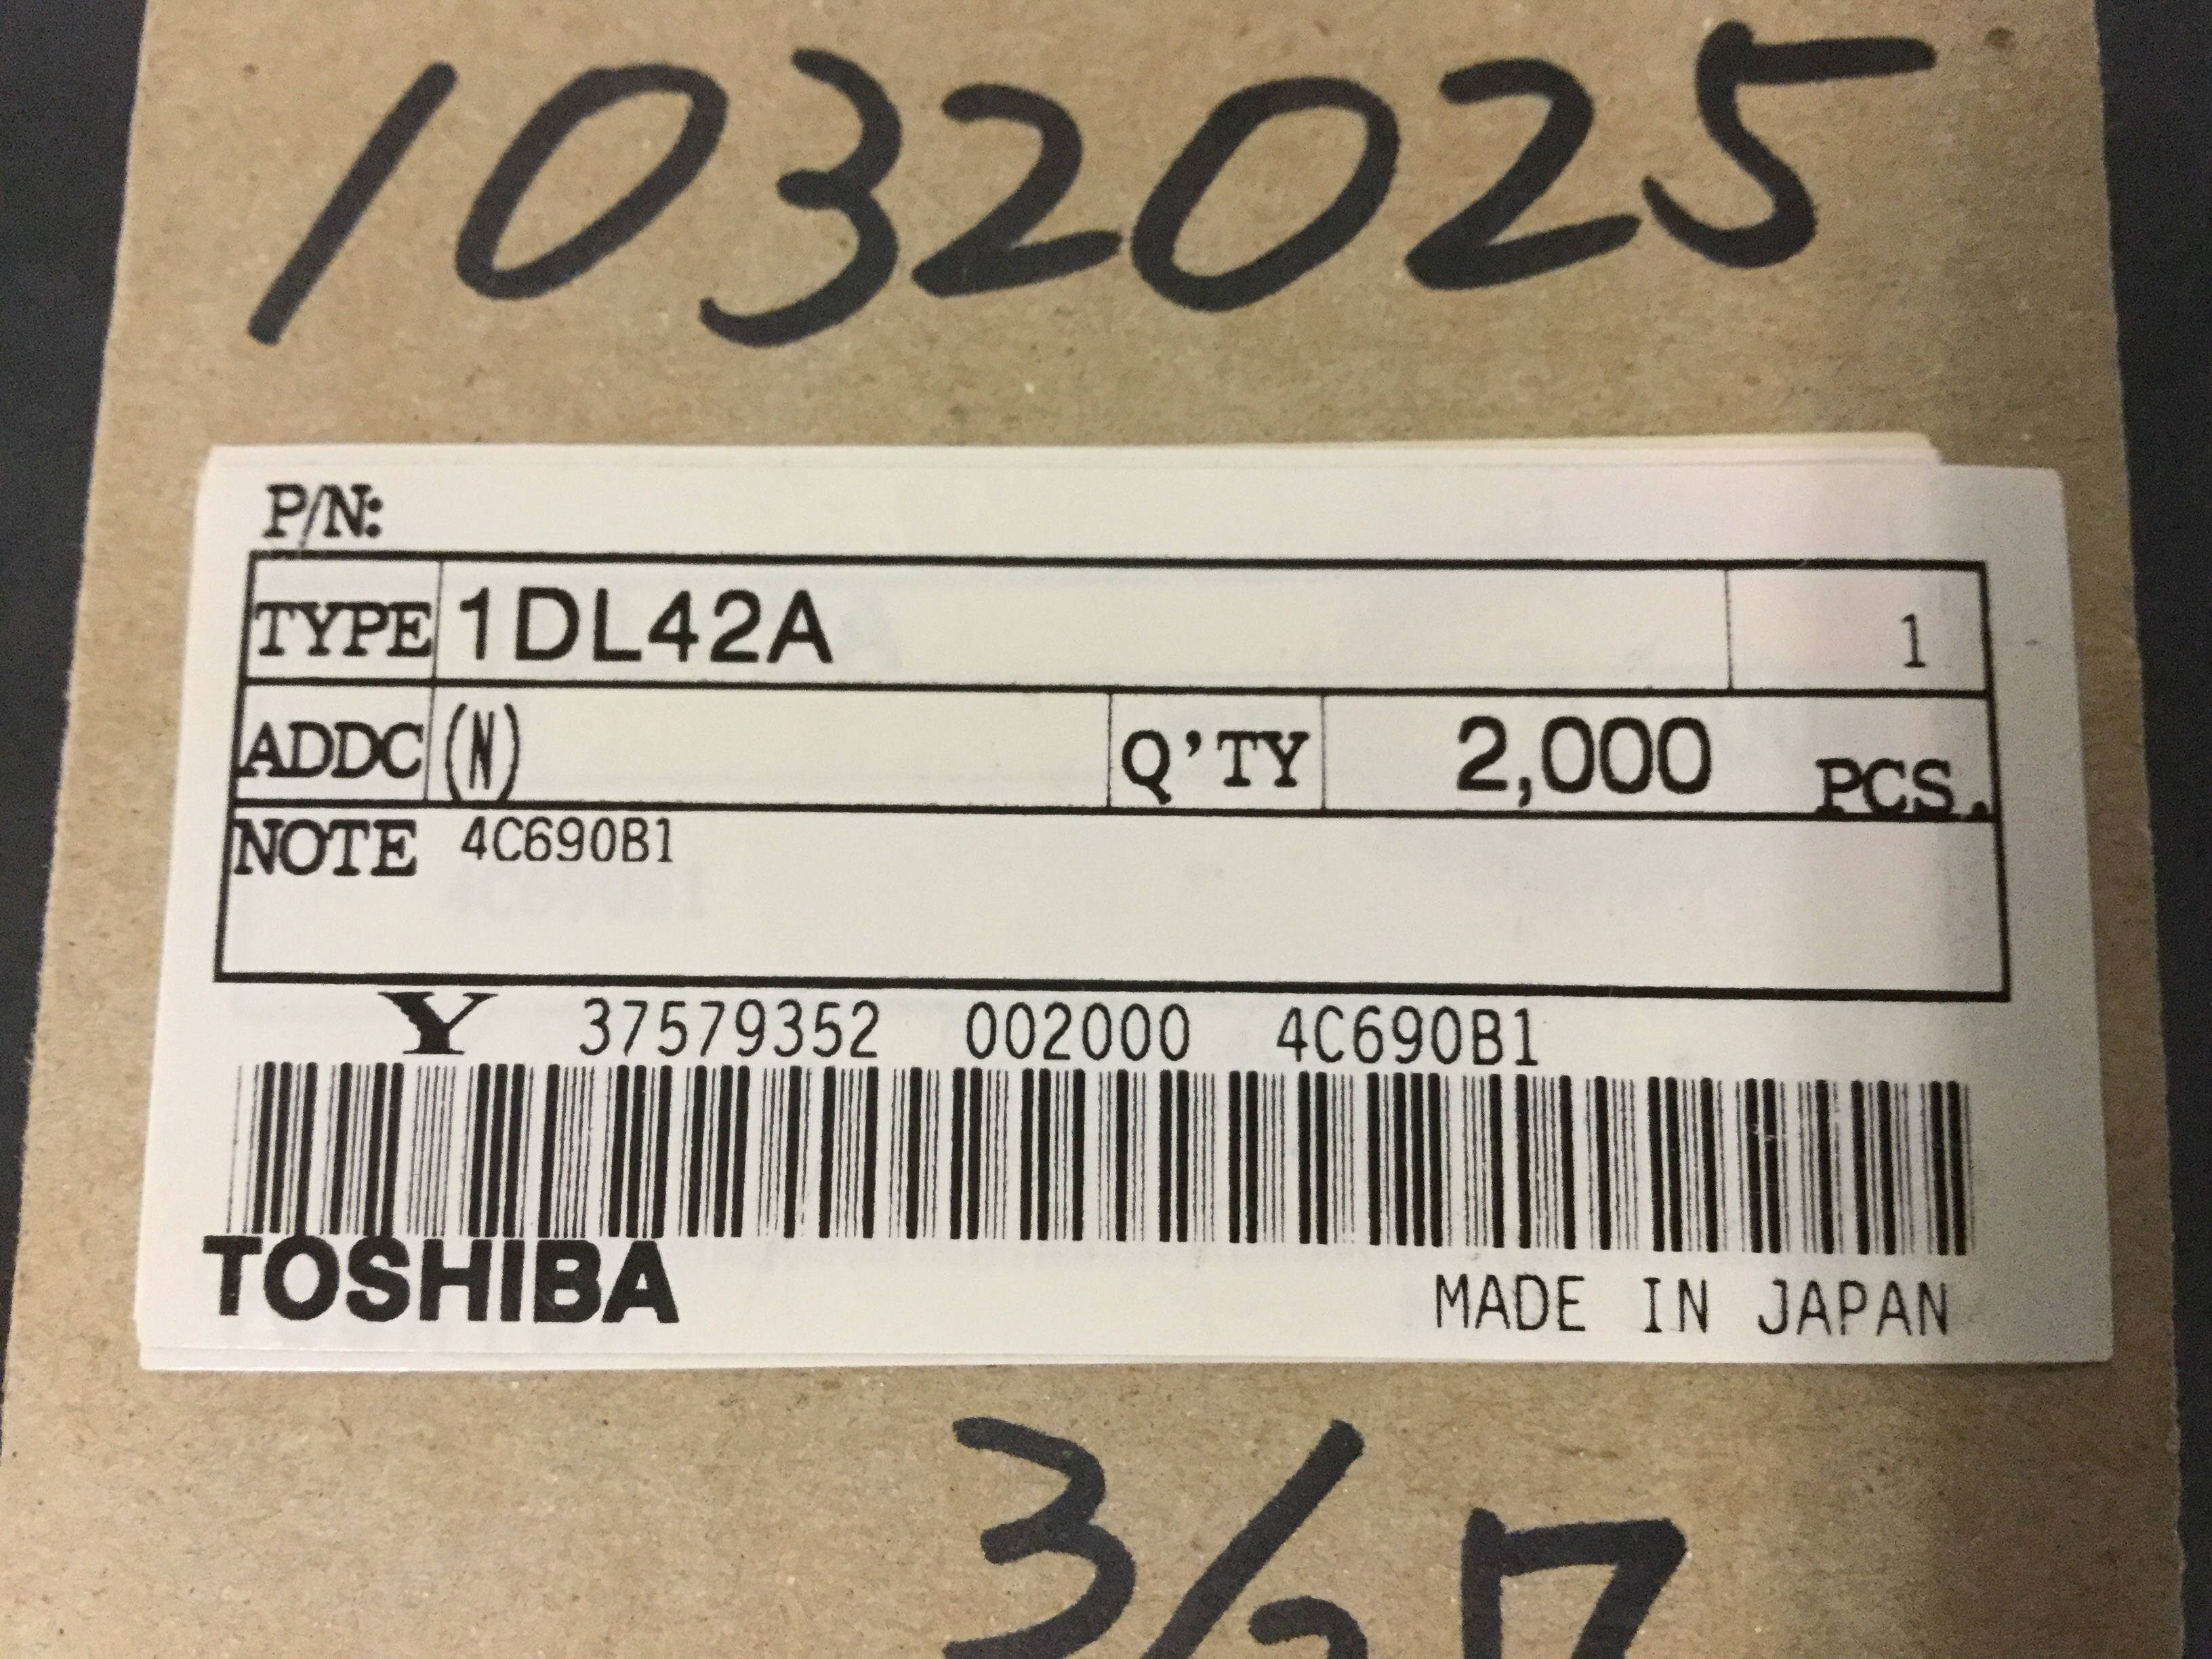 1032025
P/N:
TYPE 1DL42A 1
ADDC (N) Q'TY 2,000 PCS.
NOTE 4C690B1
Y 37579352 002000 4C690B1
TOSHIBA
MADE IN JAPAN